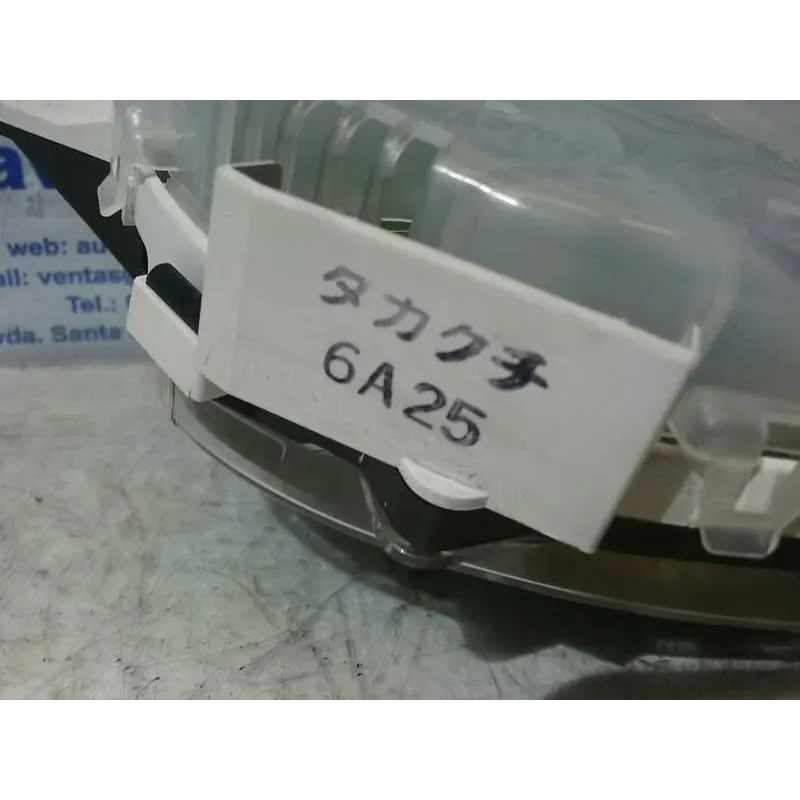 web: au
ail: ventas@
Tel.:
vda. Santa
タカクチ
6A25